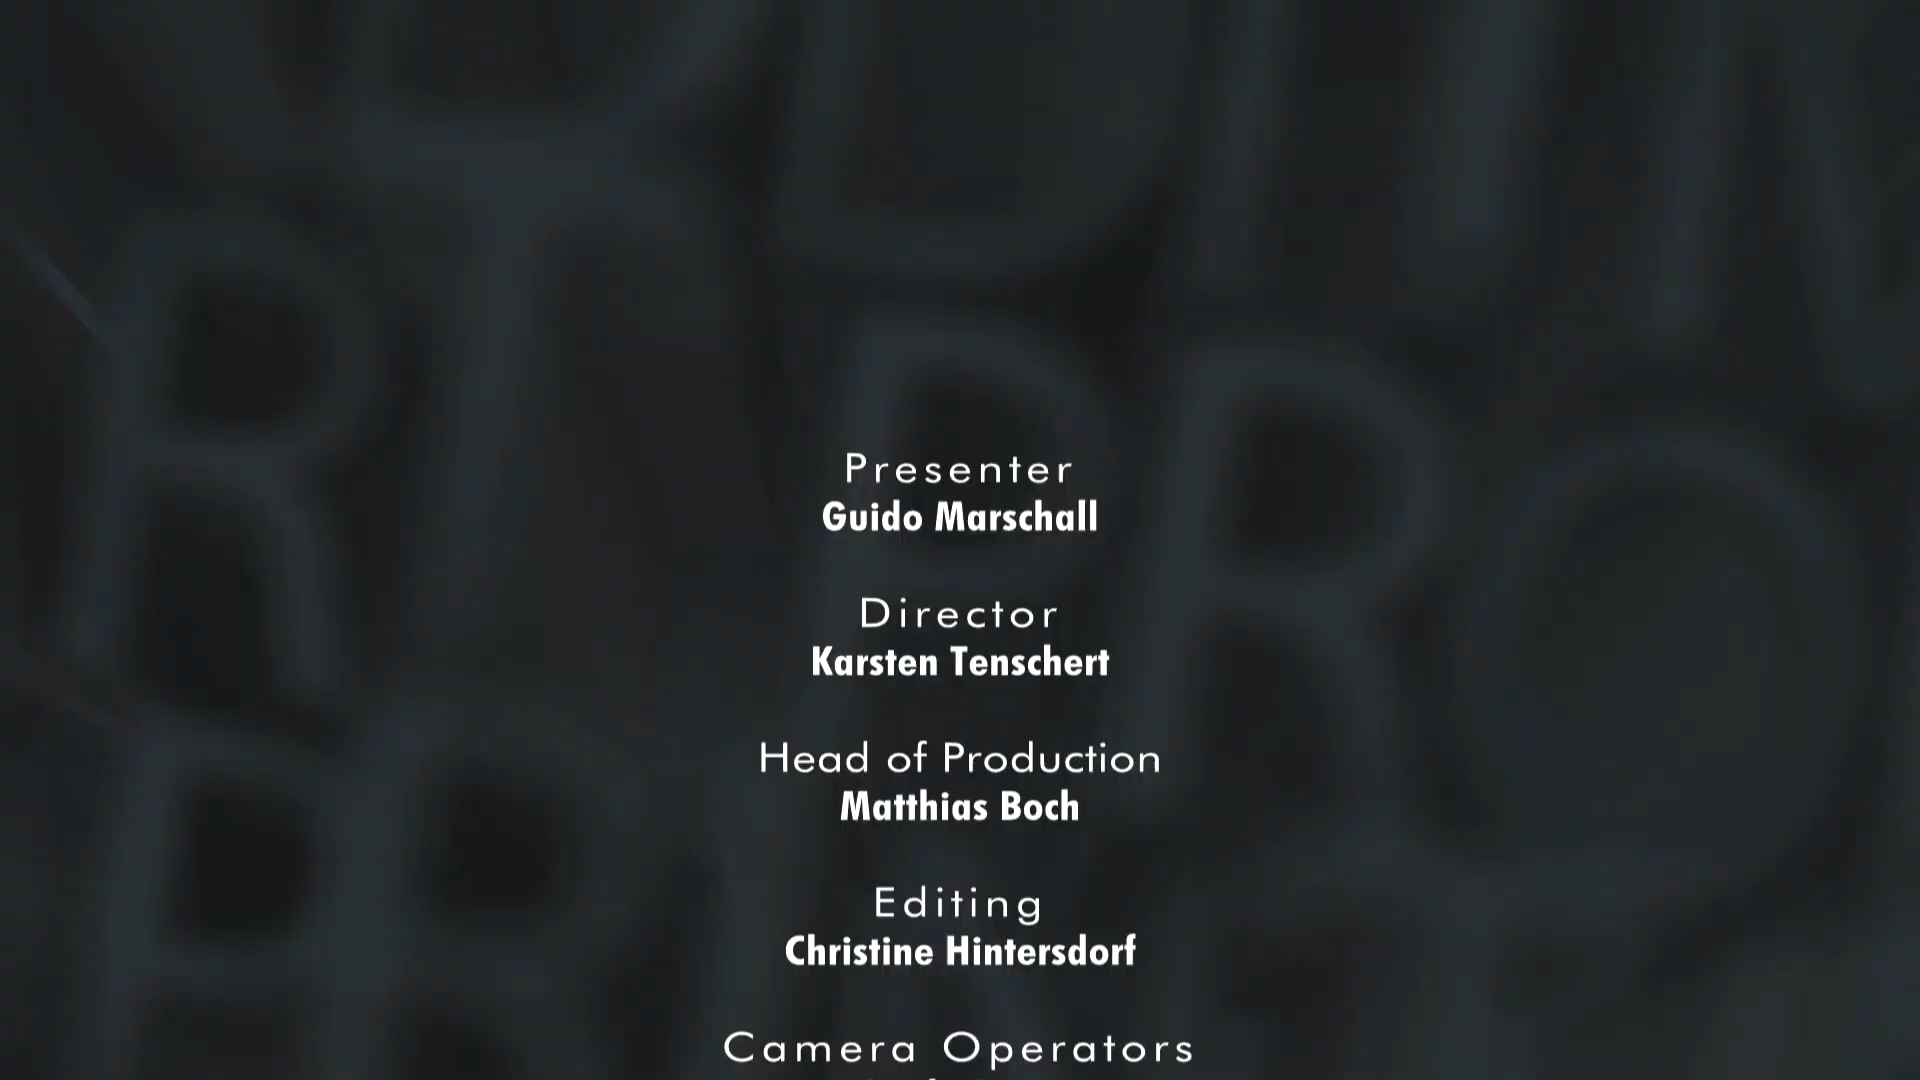 Presenter
Guido Marschall
Director
Karsten Tenschert
Head of Production
Matthias Boch
Editing
Christine Hintersdorf
Camera Operators